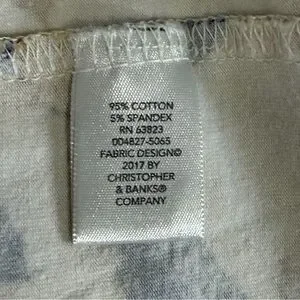 95% COTTON
5% SPANDEX
RN 63823
004827-5065
FABRIC DESIGN©
2017 BY
CHRISTOPHER
& BANKS®
COMPANY